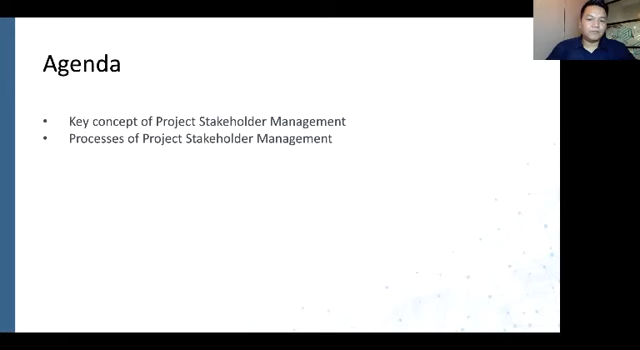 Agenda
• Key concept of Project Stakeholder Management
• Processes of Project Stakeholder Management